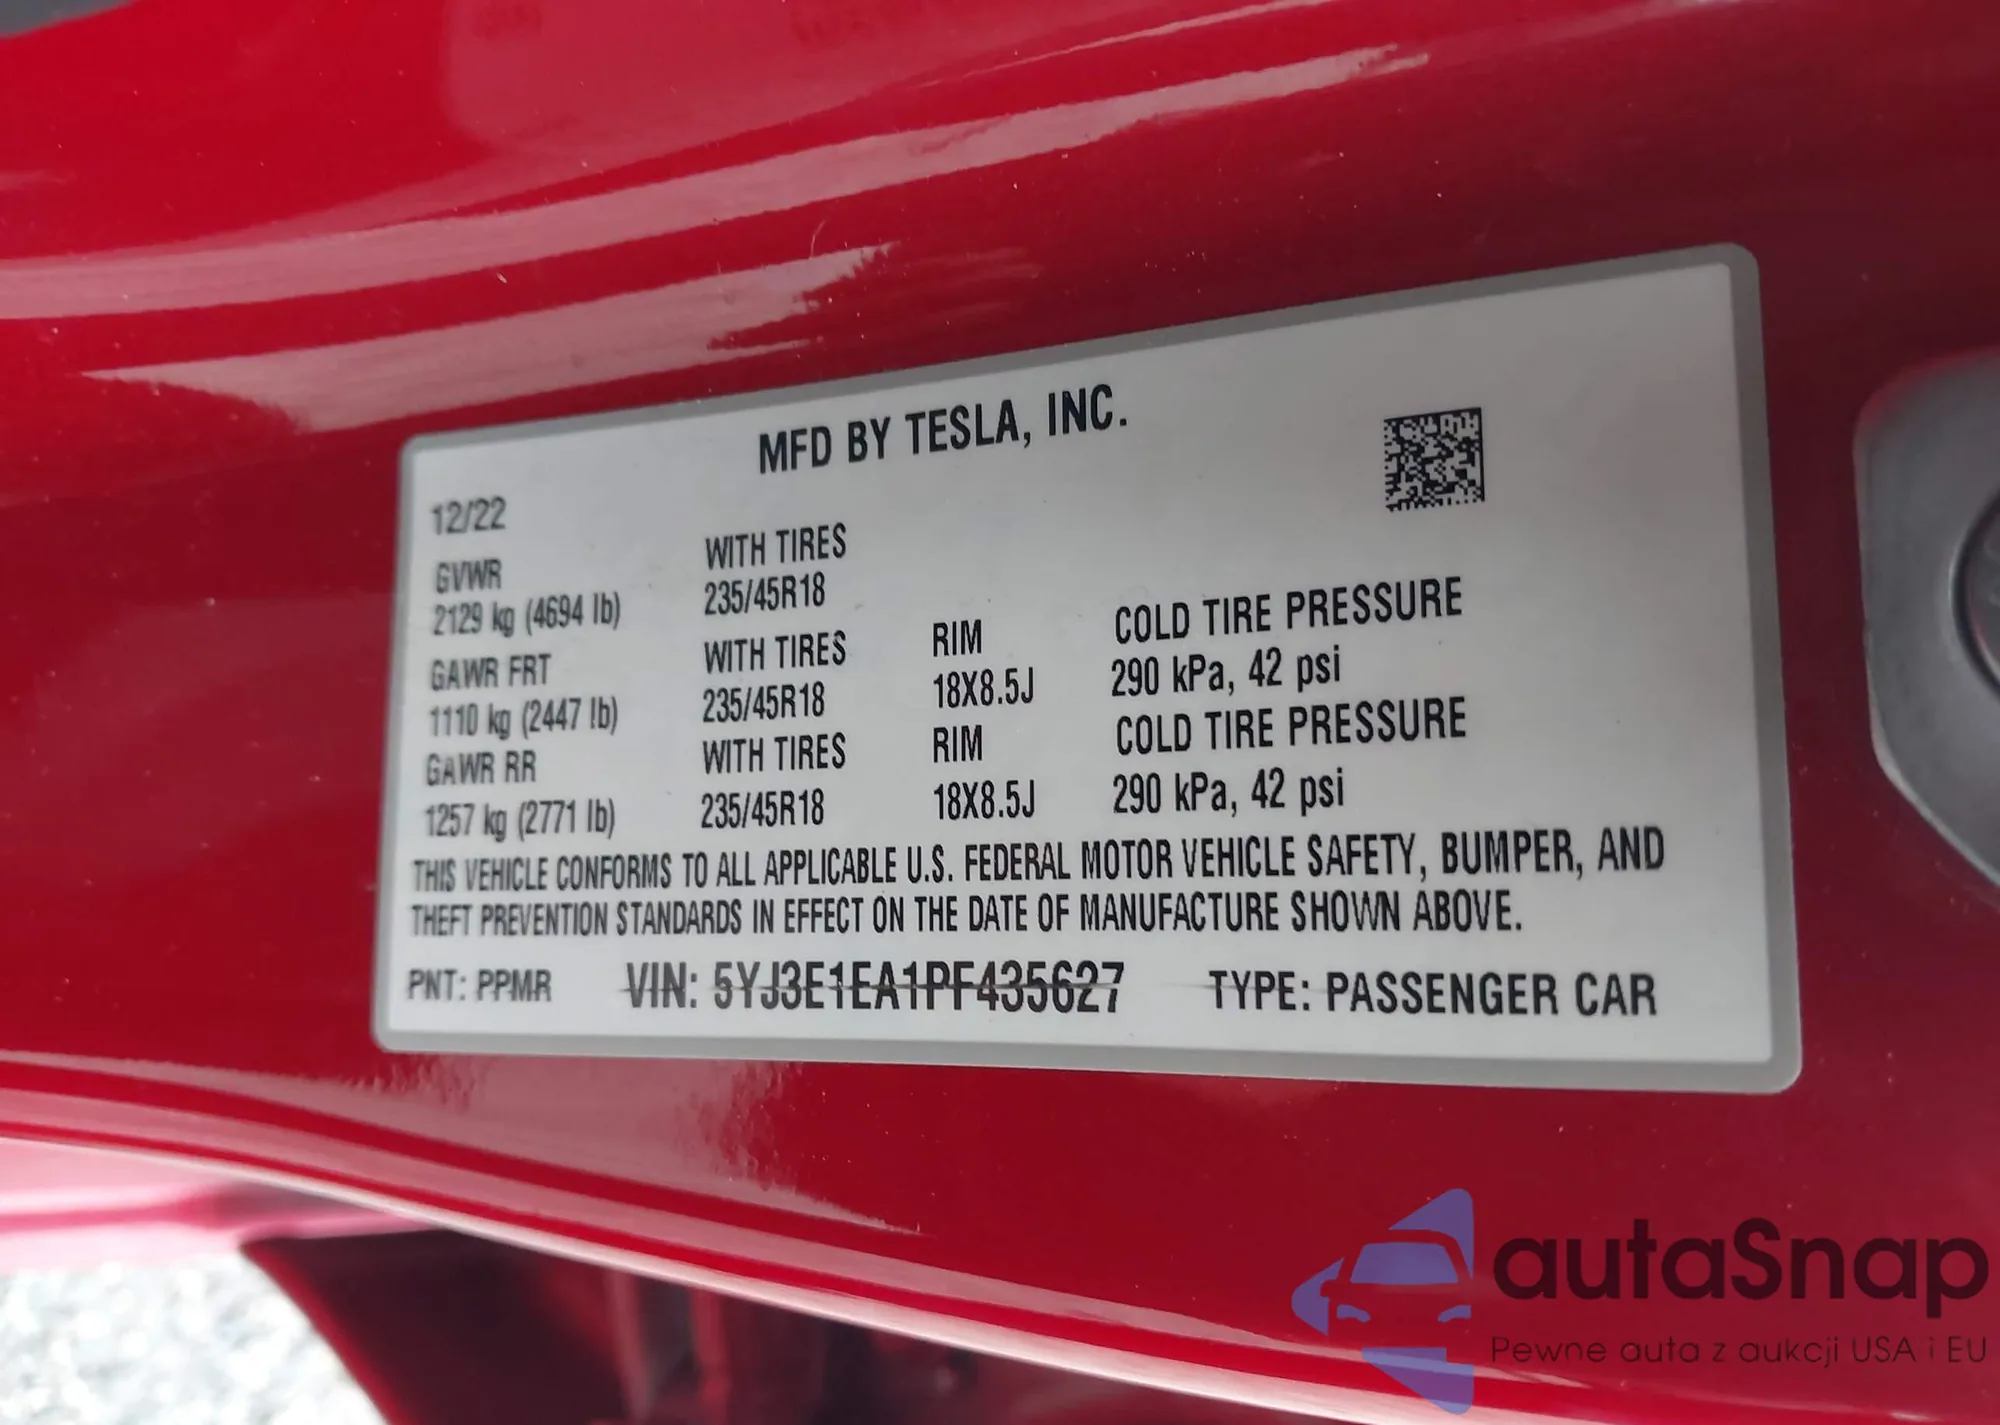 MFD BY TESLA, INC.
12/22
GVWR WITH TIRES
2129 kg (4694 lb) 235/45R18
GAWR FRT WITH TIRES RIM COLD TIRE PRESSURE
1110 kg (2447 lb) 235/45R18 18X8.5J 290 kPa, 42 psi
GAWR RR WITH TIRES RIM COLD TIRE PRESSURE
1257 kg (2771 lb) 235/45R18 18X8.5J 290 kPa, 42 psi
THIS VEHICLE CONFORMS TO ALL APPLICABLE U.S. FEDERAL MOTOR VEHICLE SAFETY, BUMPER, AND
THEFT PREVENTION STANDARDS IN EFFECT ON THE DATE OF MANUFACTURE SHOWN ABOVE.
PNT: PPMR VIN: 5YJ3E1EA1PF435627 TYPE: PASSENGER CAR
autaSnap
Pewne auta z aukcji USA i EU